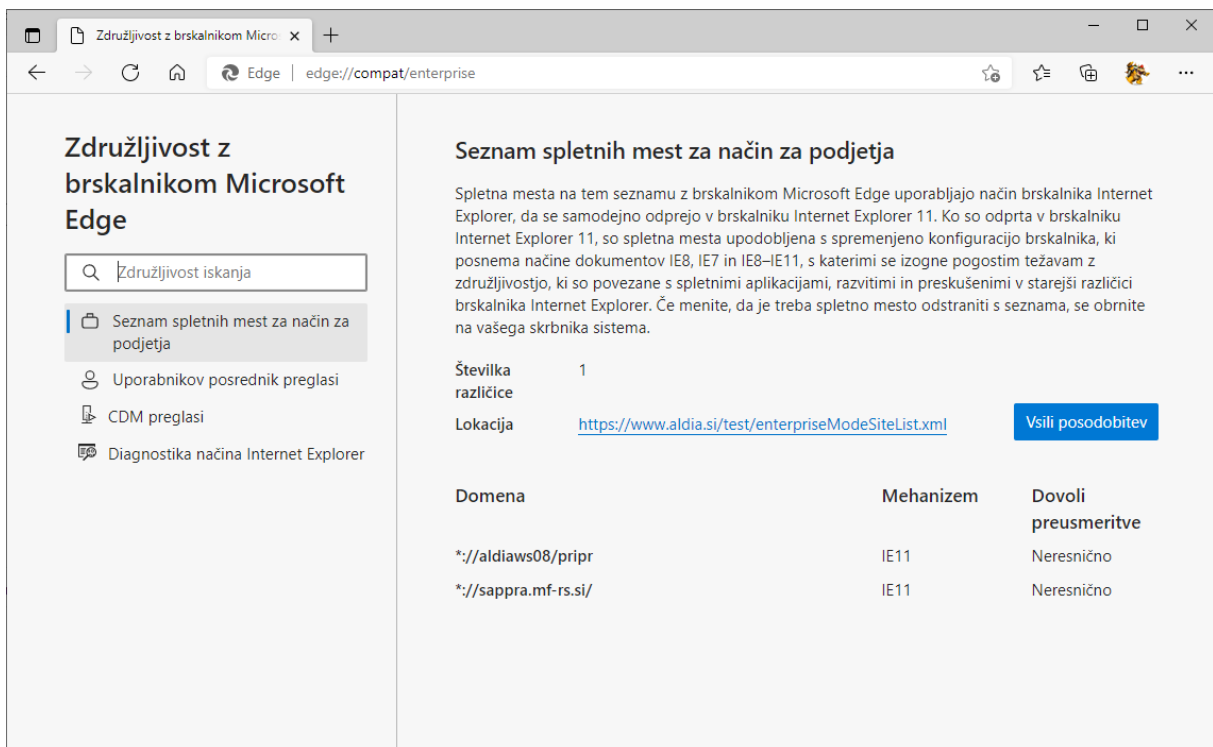 Združljivost z brskalnikom Micro
Edge
edge://compat/enterprise
Združljivost z
brskalnikom Microsoft
Edge
Združljivost iskanja
Seznam spletnih mest za način za
podjetja
Uporabnikov posrednik preglasi
CDM preglasi
Diagnostika načina Internet Explorer
Seznam spletnih mest za način za podjetja
Spletna mesta na tem seznamu z brskalnikom Microsoft Edge uporabljajo način brskalnika Internet
Explorer, da se samodejno odprejo v brskalniku Internet Explorer 11. Ko so odprta v brskalniku
Internet Explorer 11, so spletna mesta upodobljena s spremenjeno konfiguracijo brskalnika, ki
posnema načine dokumentov IE8, IE7 in IE8–IE11, s katerimi se izogne pogostim težavam z
združljivostjo, ki so povezane s spletnimi aplikacijami, razvitimi in preskušenimi v starejši različici
brskalnika Internet Explorer. Če menite, da je treba spletno mesto odstraniti s seznama, se obrnite
na vašega skrbnika sistema.
Številka različice 1
Lokacija https://www.aldia.si/test/enterpriseModeSiteList.xml Vsili posodobitev
Domena Mehanizem Dovoli preusmeritve
*://aldiaws08/pripr IE11 Neresnično
*://sappra.mf-rs.si/ IE11 Neresnično